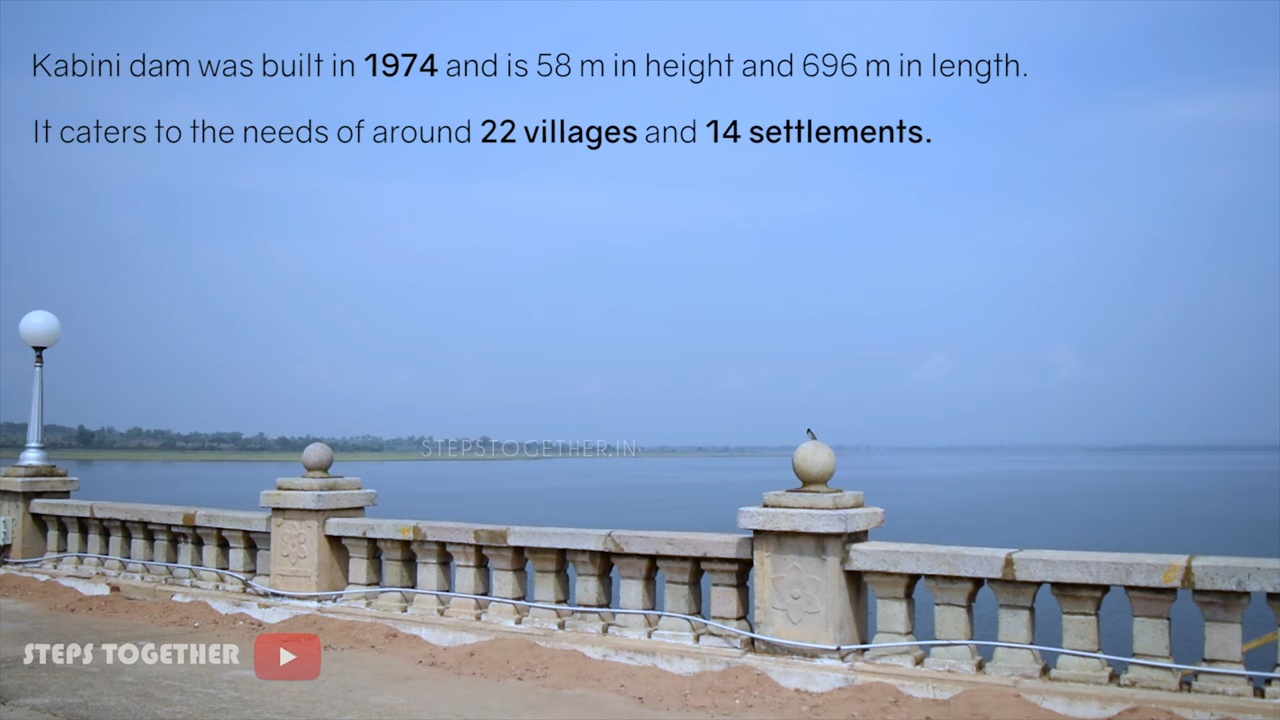 Kabini dam was built in 1974 and is 58 m in height and 696 m in length.
It caters to the needs of around 22 villages and 14 settlements.
STEPSTOGETHER.IN
STEPS TOGETHER